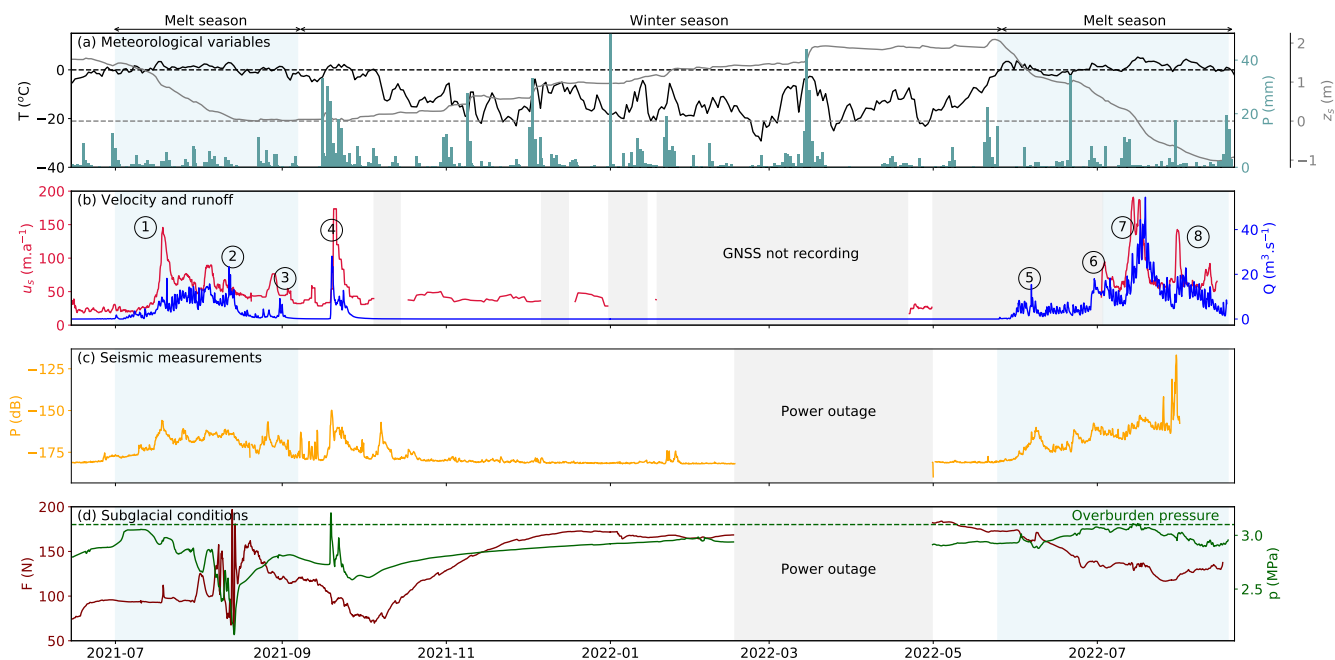 Melt season Winter season Melt season
(a) Meteorological variables
0
−20
−40
T (°C)
40
20
0
P (mm)
2
1
0
−1
z_s (m)
(b) Velocity and runoff
200
150
100
50
0
u_s (m.a⁻¹)
1
2
3
4
5
6
7
8
GNSS not recording
40
20
0
Q (m³.s⁻¹)
(c) Seismic measurements
−125
−150
−175
P (dB)
Power outage
(d) Subglacial conditions
Overburden pressure
200
150
100
50
F (N)
Power outage
3.0
2.5
p (MPa)
2021-07 2021-09 2021-11 2022-01 2022-03 2022-05 2022-07